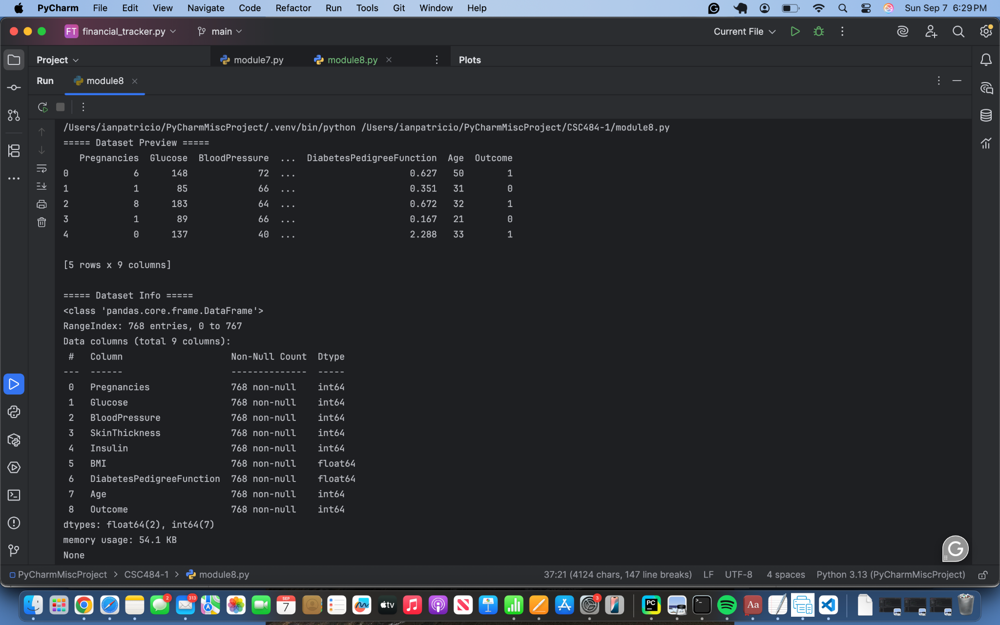 PyCharm File Edit View Navigate Code Refactor Run Tools Git Window Help Sun Sep 7 6:29 PM
FT financial_tracker.py main Current File
Project module7.py module8.py Plots
Run module8
/Users/ianpatricio/PyCharmMiscProject/.venv/bin/python /Users/ianpatricio/PyCharmMiscProject/CSC484-1/module8.py
===== Dataset Preview =====
   Pregnancies  Glucose  BloodPressure  ...  DiabetesPedigreeFunction  Age  Outcome
0            6      148             72  ...                     0.627   50        1
1            1       85             66  ...                     0.351   31        0
2            8      183             64  ...                     0.672   32        1
3            1       89             66  ...                     0.167   21        0
4            0      137             40  ...                     2.288   33        1
[5 rows x 9 columns]
===== Dataset Info =====
<class 'pandas.core.frame.DataFrame'>
RangeIndex: 768 entries, 0 to 767
Data columns (total 9 columns):
 #   Column                    Non-Null Count  Dtype
---  ------                    --------------  -----
 0   Pregnancies               768 non-null    int64
 1   Glucose                   768 non-null    int64
 2   BloodPressure             768 non-null    int64
 3   SkinThickness             768 non-null    int64
 4   Insulin                   768 non-null    int64
 5   BMI                       768 non-null    float64
 6   DiabetesPedigreeFunction  768 non-null    float64
 7   Age                       768 non-null    int64
 8   Outcome                   768 non-null    int64
dtypes: float64(2), int64(7)
memory usage: 54.1 KB
None
PyCharmMiscProject > CSC484-1 > module8.py 37:21 (4124 chars, 147 line breaks) LF UTF-8 4 spaces Python 3.13 (PyCharmMiscProject)
2 313 SEP 7 tv 3 PC Aa